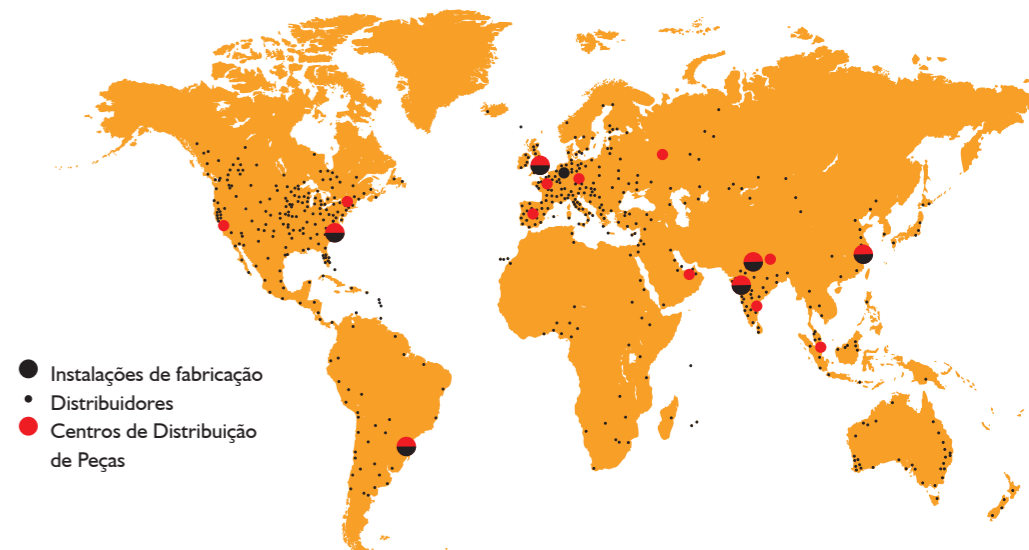 Instalações de fabricação
Distribuidores
Centros de Distribuição
de Peças